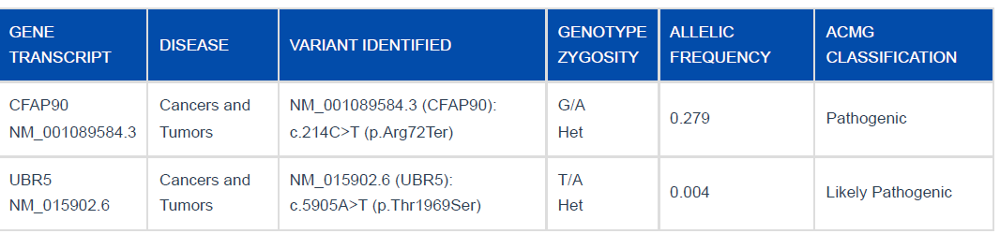 GENE TRANSCRIPT
DISEASE
VARIANT IDENTIFIED
GENOTYPE ZYGOSITY
ALLELIC FREQUENCY
ACMG CLASSIFICATION
CFAP90
NM_001089584.3
Cancers and
Tumors
NM_001089584.3 (CFAP90):
c.214C>T (p.Arg72Ter)
G/A
Het
0.279
Pathogenic
UBR5
NM_015902.6
Cancers and
Tumors
NM_015902.6 (UBR5):
c.5905A>T (p.Thr1969Ser)
T/A
Het
0.004
Likely Pathogenic